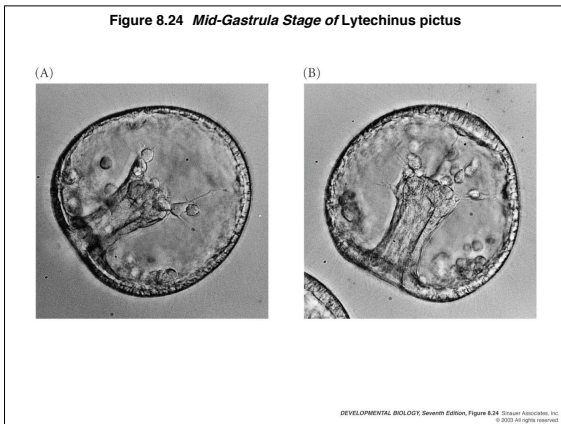 Figure 8.24 Mid-Gastrula Stage of Lytechinus pictus
(A)
(B)
DEVELOPMENTAL BIOLOGY, Seventh Edition, Figure 8.24 Sinauer Associates, Inc.
© 2003 All rights reserved.